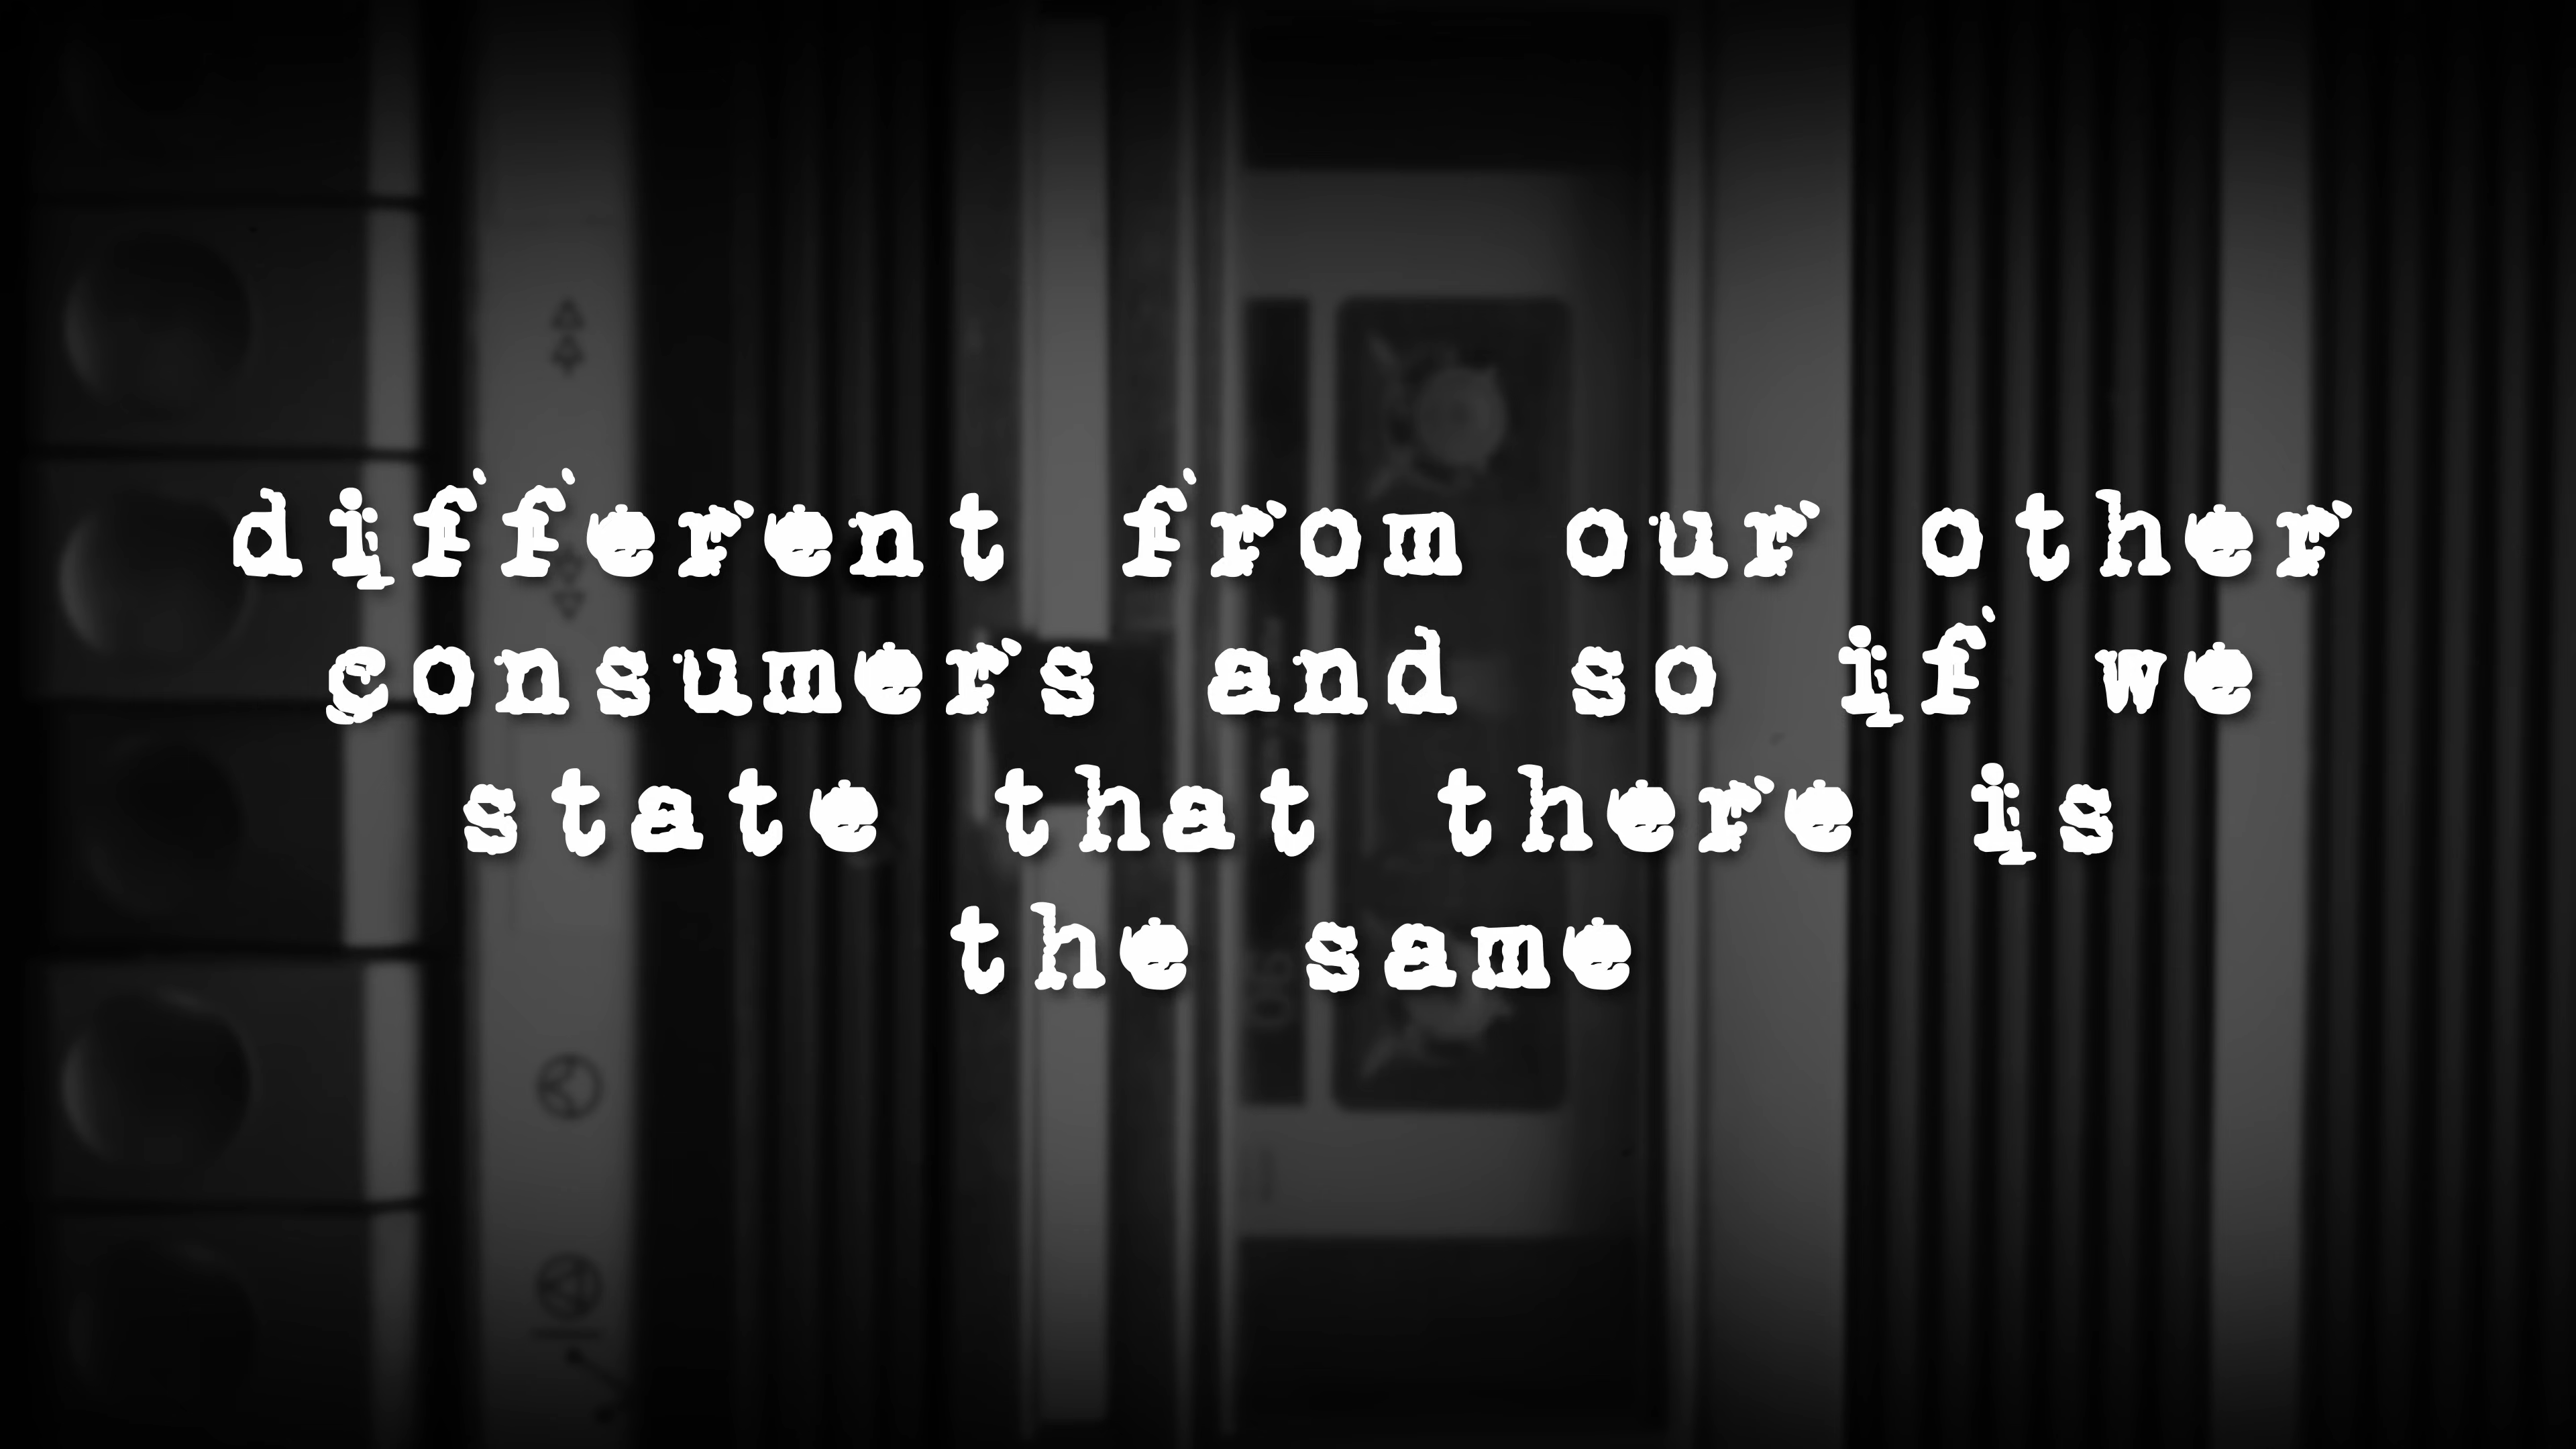 different from our other
consumers and so if we
state that there is
the same